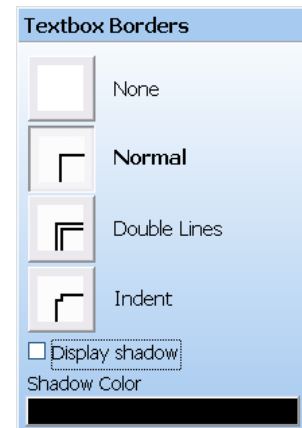 Textbox Borders
None
Normal
Double Lines
Indent
Display shadow
Shadow Color